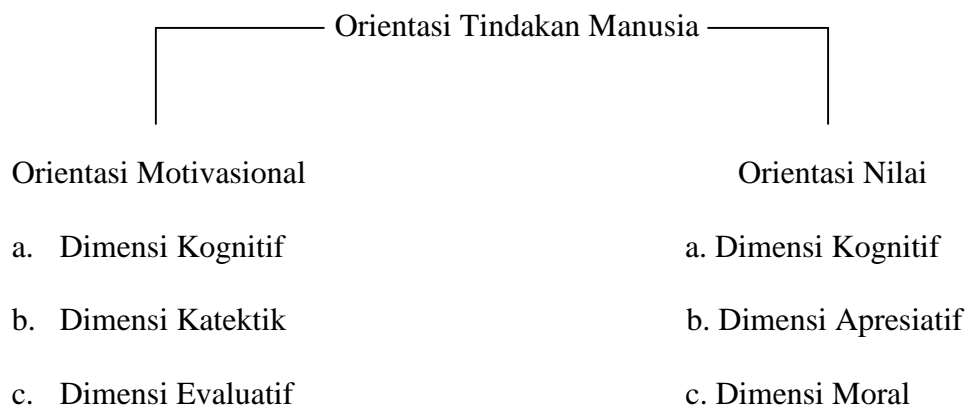 Orientasi Tindakan Manusia
Orientasi Motivasional
a. Dimensi Kognitif
b. Dimensi Katektik
c. Dimensi Evaluatif
Orientasi Nilai
a. Dimensi Kognitif
b. Dimensi Apresiatif
c. Dimensi Moral